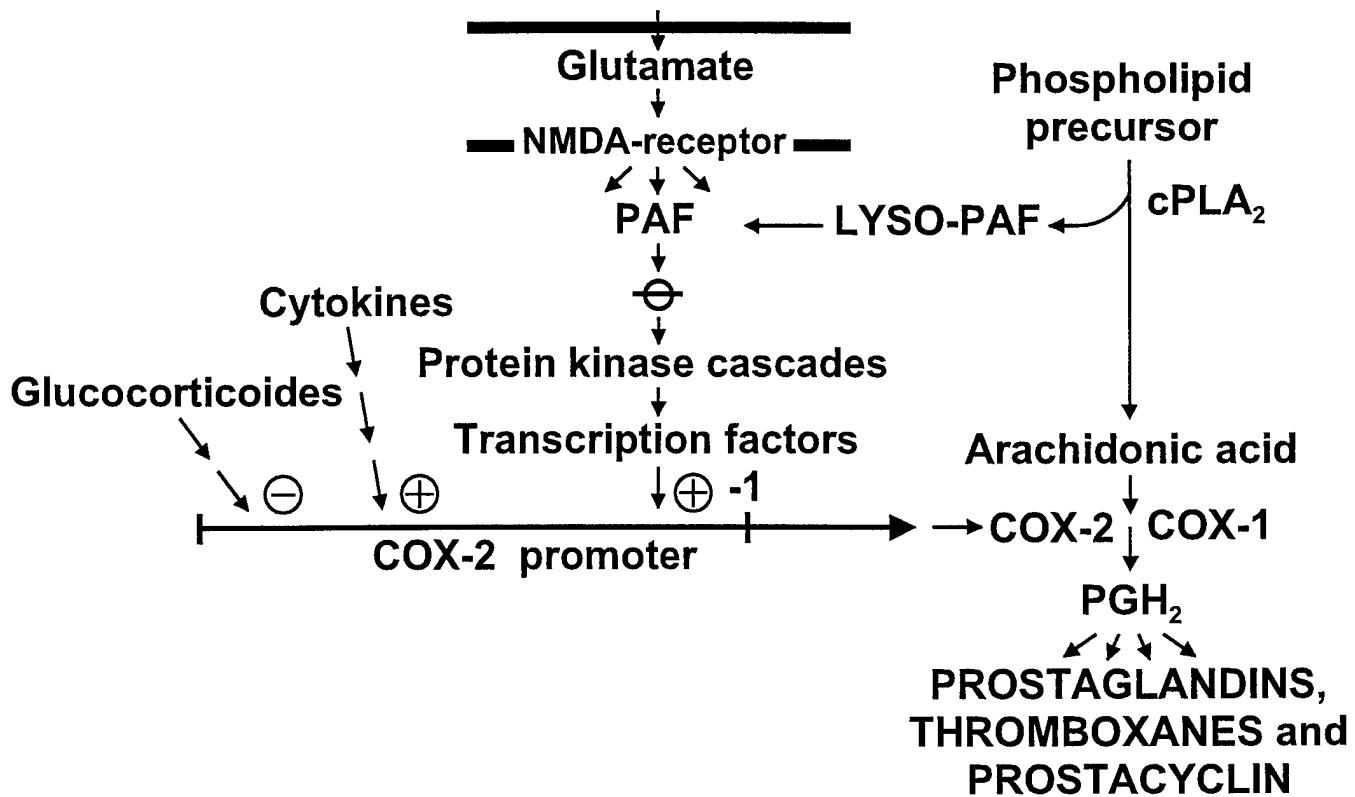 Glutamate
Phospholipid
precursor
NMDA-receptor
cPLA₂
PAF
LYSO-PAF
Cytokines
Protein kinase cascades
Glucocorticoides
Transcription factors
Arachidonic acid
− + + -1
COX-2 COX-1
COX-2 promoter
PGH₂
PROSTAGLANDINS,
THROMBOXANES and
PROSTACYCLIN